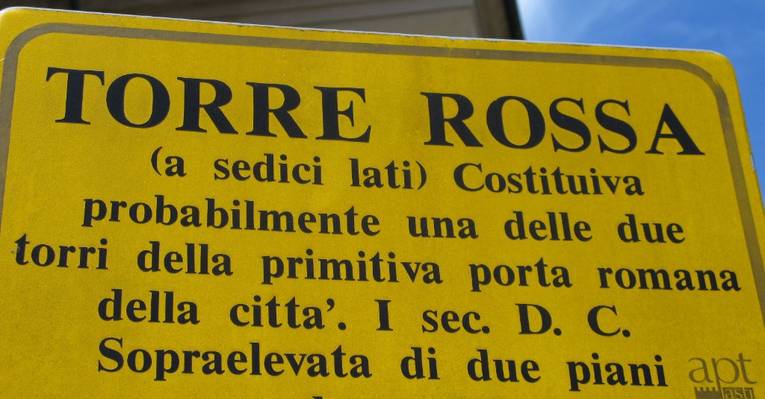 TORRE ROSSA
(a sedici lati) Costituiva
probabilmente una delle due
torri della primitiva porta romana
della citta'. I sec. D. C.
Sopraelevata di due piani
apt
asti